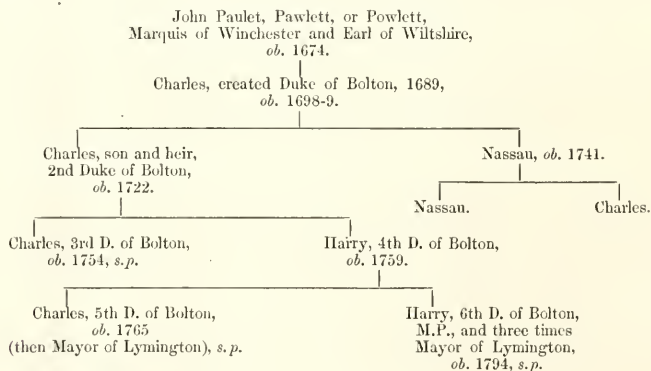 John Paulet, Pawlett, or Powlett,
Marquis of Winchester and Earl of Wiltshire,
ob. 1674.
Charles, created Duke of Bolton, 1689,
ob. 1698-9.
Charles, son and heir,
2nd Duke of Bolton,
ob. 1722.
Nassau, ob. 1741.
Nassau.
Charles.
Charles, 3rd D. of Bolton,
ob. 1754, s.p.
Harry, 4th D. of Bolton,
ob. 1759.
Charles, 5th D. of Bolton,
ob. 1765
(then Mayor of Lymington), s.p.
Harry, 6th D. of Bolton,
M.P., and three times
Mayor of Lymington,
ob. 1794, s.p.